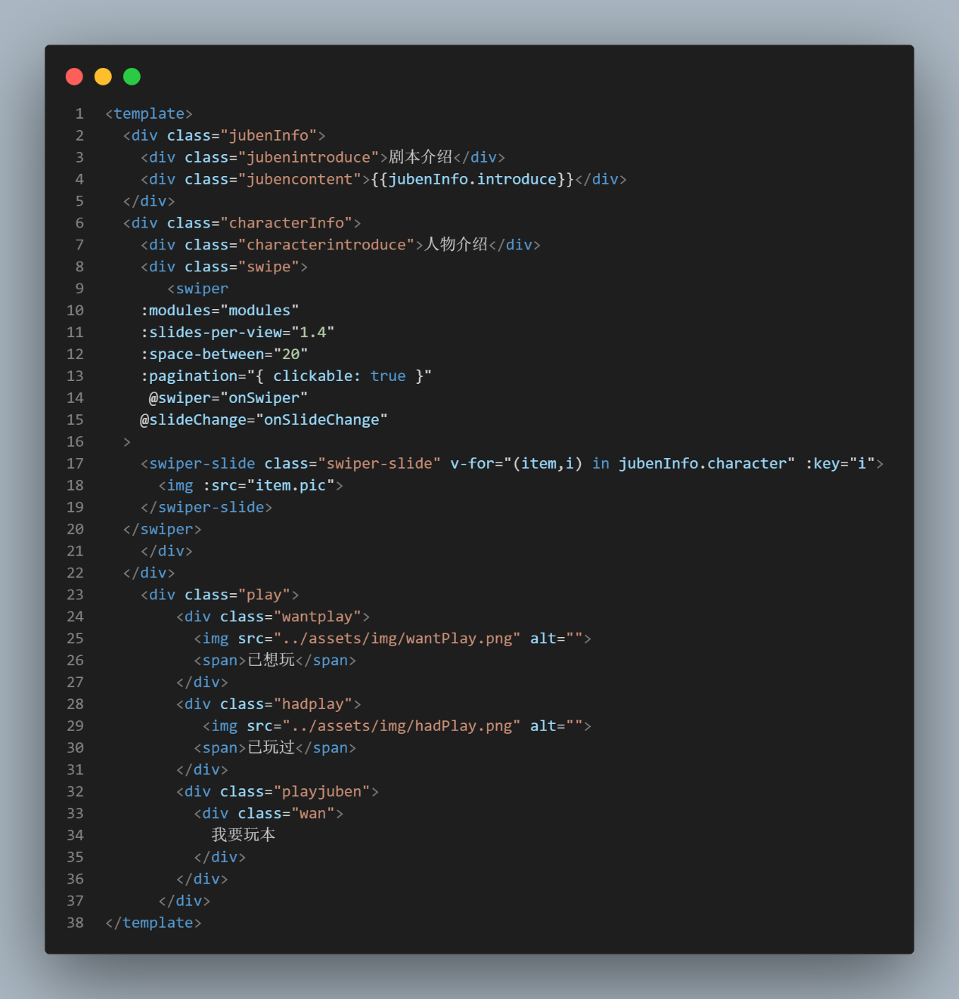 1 <template>
2   <div class="jubenInfo">
3     <div class="jubenintroduce">剧本介绍</div>
4     <div class="jubencontent">{{jubenInfo.introduce}}</div>
5   </div>
6   <div class="characterInfo">
7     <div class="characterintroduce">人物介绍</div>
8     <div class="swipe">
9        <swiper
10     :modules="modules"
11     :slides-per-view="1.4"
12     :space-between="20"
13     :pagination="{ clickable: true }"
14      @swiper="onSwiper"
15     @slideChange="onSlideChange"
16   >
17     <swiper-slide class="swiper-slide" v-for="(item,i) in jubenInfo.character" :key="i">
18       <img :src="item.pic">
19     </swiper-slide>
20   </swiper>
21     </div>
22   </div>
23     <div class="play">
24         <div class="wantplay">
25           <img src="../assets/img/wantPlay.png" alt="">
26           <span>已想玩</span>
27         </div>
28         <div class="hadplay">
29            <img src="../assets/img/hadPlay.png" alt="">
30           <span>已玩过</span>
31         </div>
32         <div class="playjuben">
33           <div class="wan">
34             我要玩本
35           </div>
36         </div>
37       </div>
38 </template>